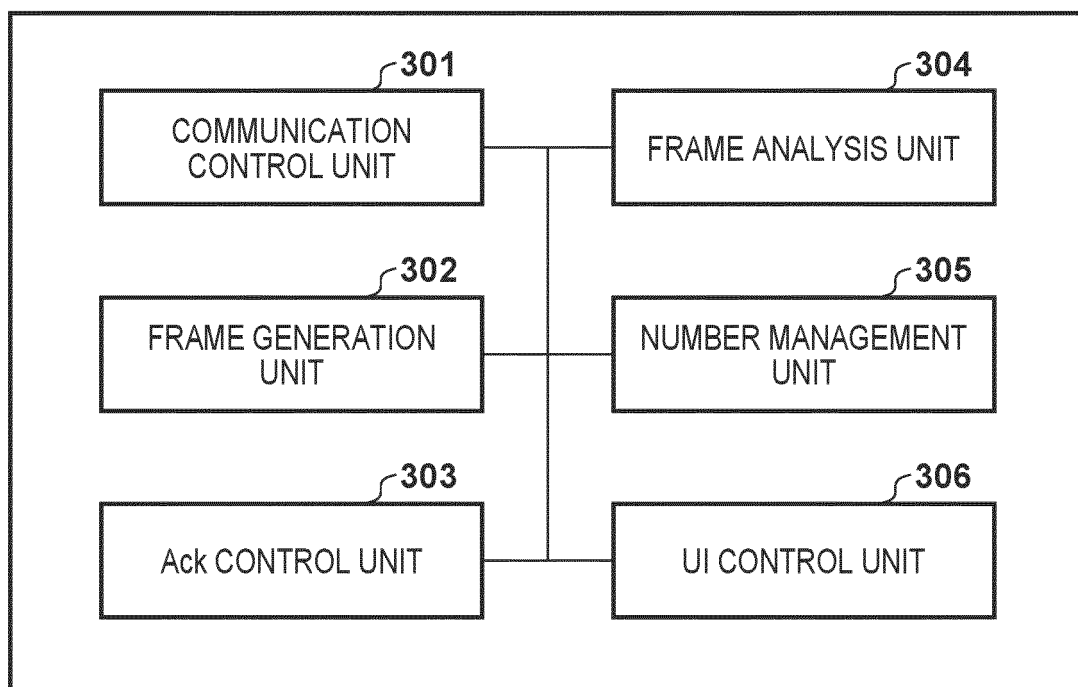 301
COMMUNICATION
CONTROL UNIT
304
FRAME ANALYSIS UNIT
302
FRAME GENERATION
UNIT
305
NUMBER MANAGEMENT
UNIT
303
Ack CONTROL UNIT
306
UI CONTROL UNIT